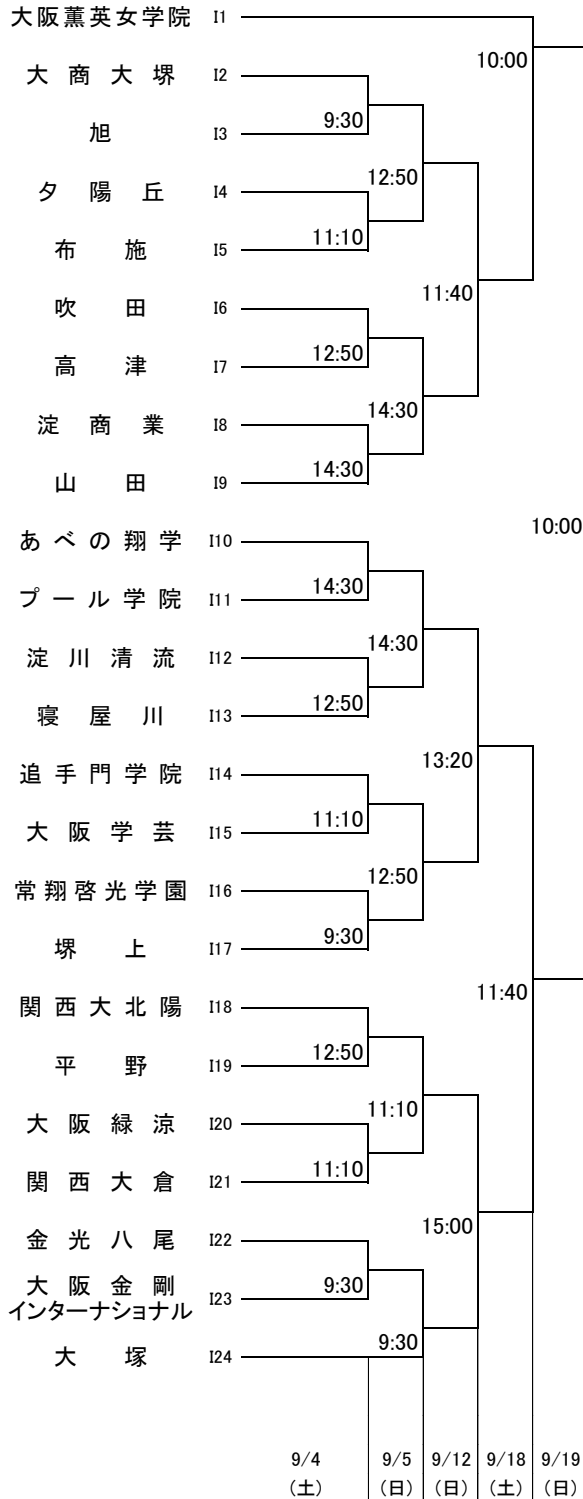 大阪薫英女学院 I1
10:00
大商大堺 I2
9:30
旭 I3
12:50
夕陽丘 I4
11:10
布施 I5
11:40
吹田 I6
12:50
高津 I7
14:30
淀商業 I8
14:30
山田 I9
10:00
あべの翔学 I10
14:30
プール学院 I11
14:30
淀川清流 I12
12:50
寝屋川 I13
13:20
追手門学院 I14
11:10
大阪学芸 I15
12:50
常翔啓光学園 I16
9:30
堺上 I17
11:40
関西大北陽 I18
12:50
平野 I19
11:10
大阪緑涼 I20
11:10
関西大倉 I21
15:00
金光八尾 I22
9:30
大阪金剛
インターナショナル I23
9:30
大塚 I24
9/4 9/5 9/12 9/18 9/19
(土) (日) (日) (土) (日)